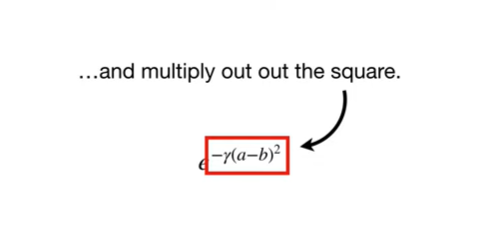 …and multiply out out the square.
e−γ(a−b)²